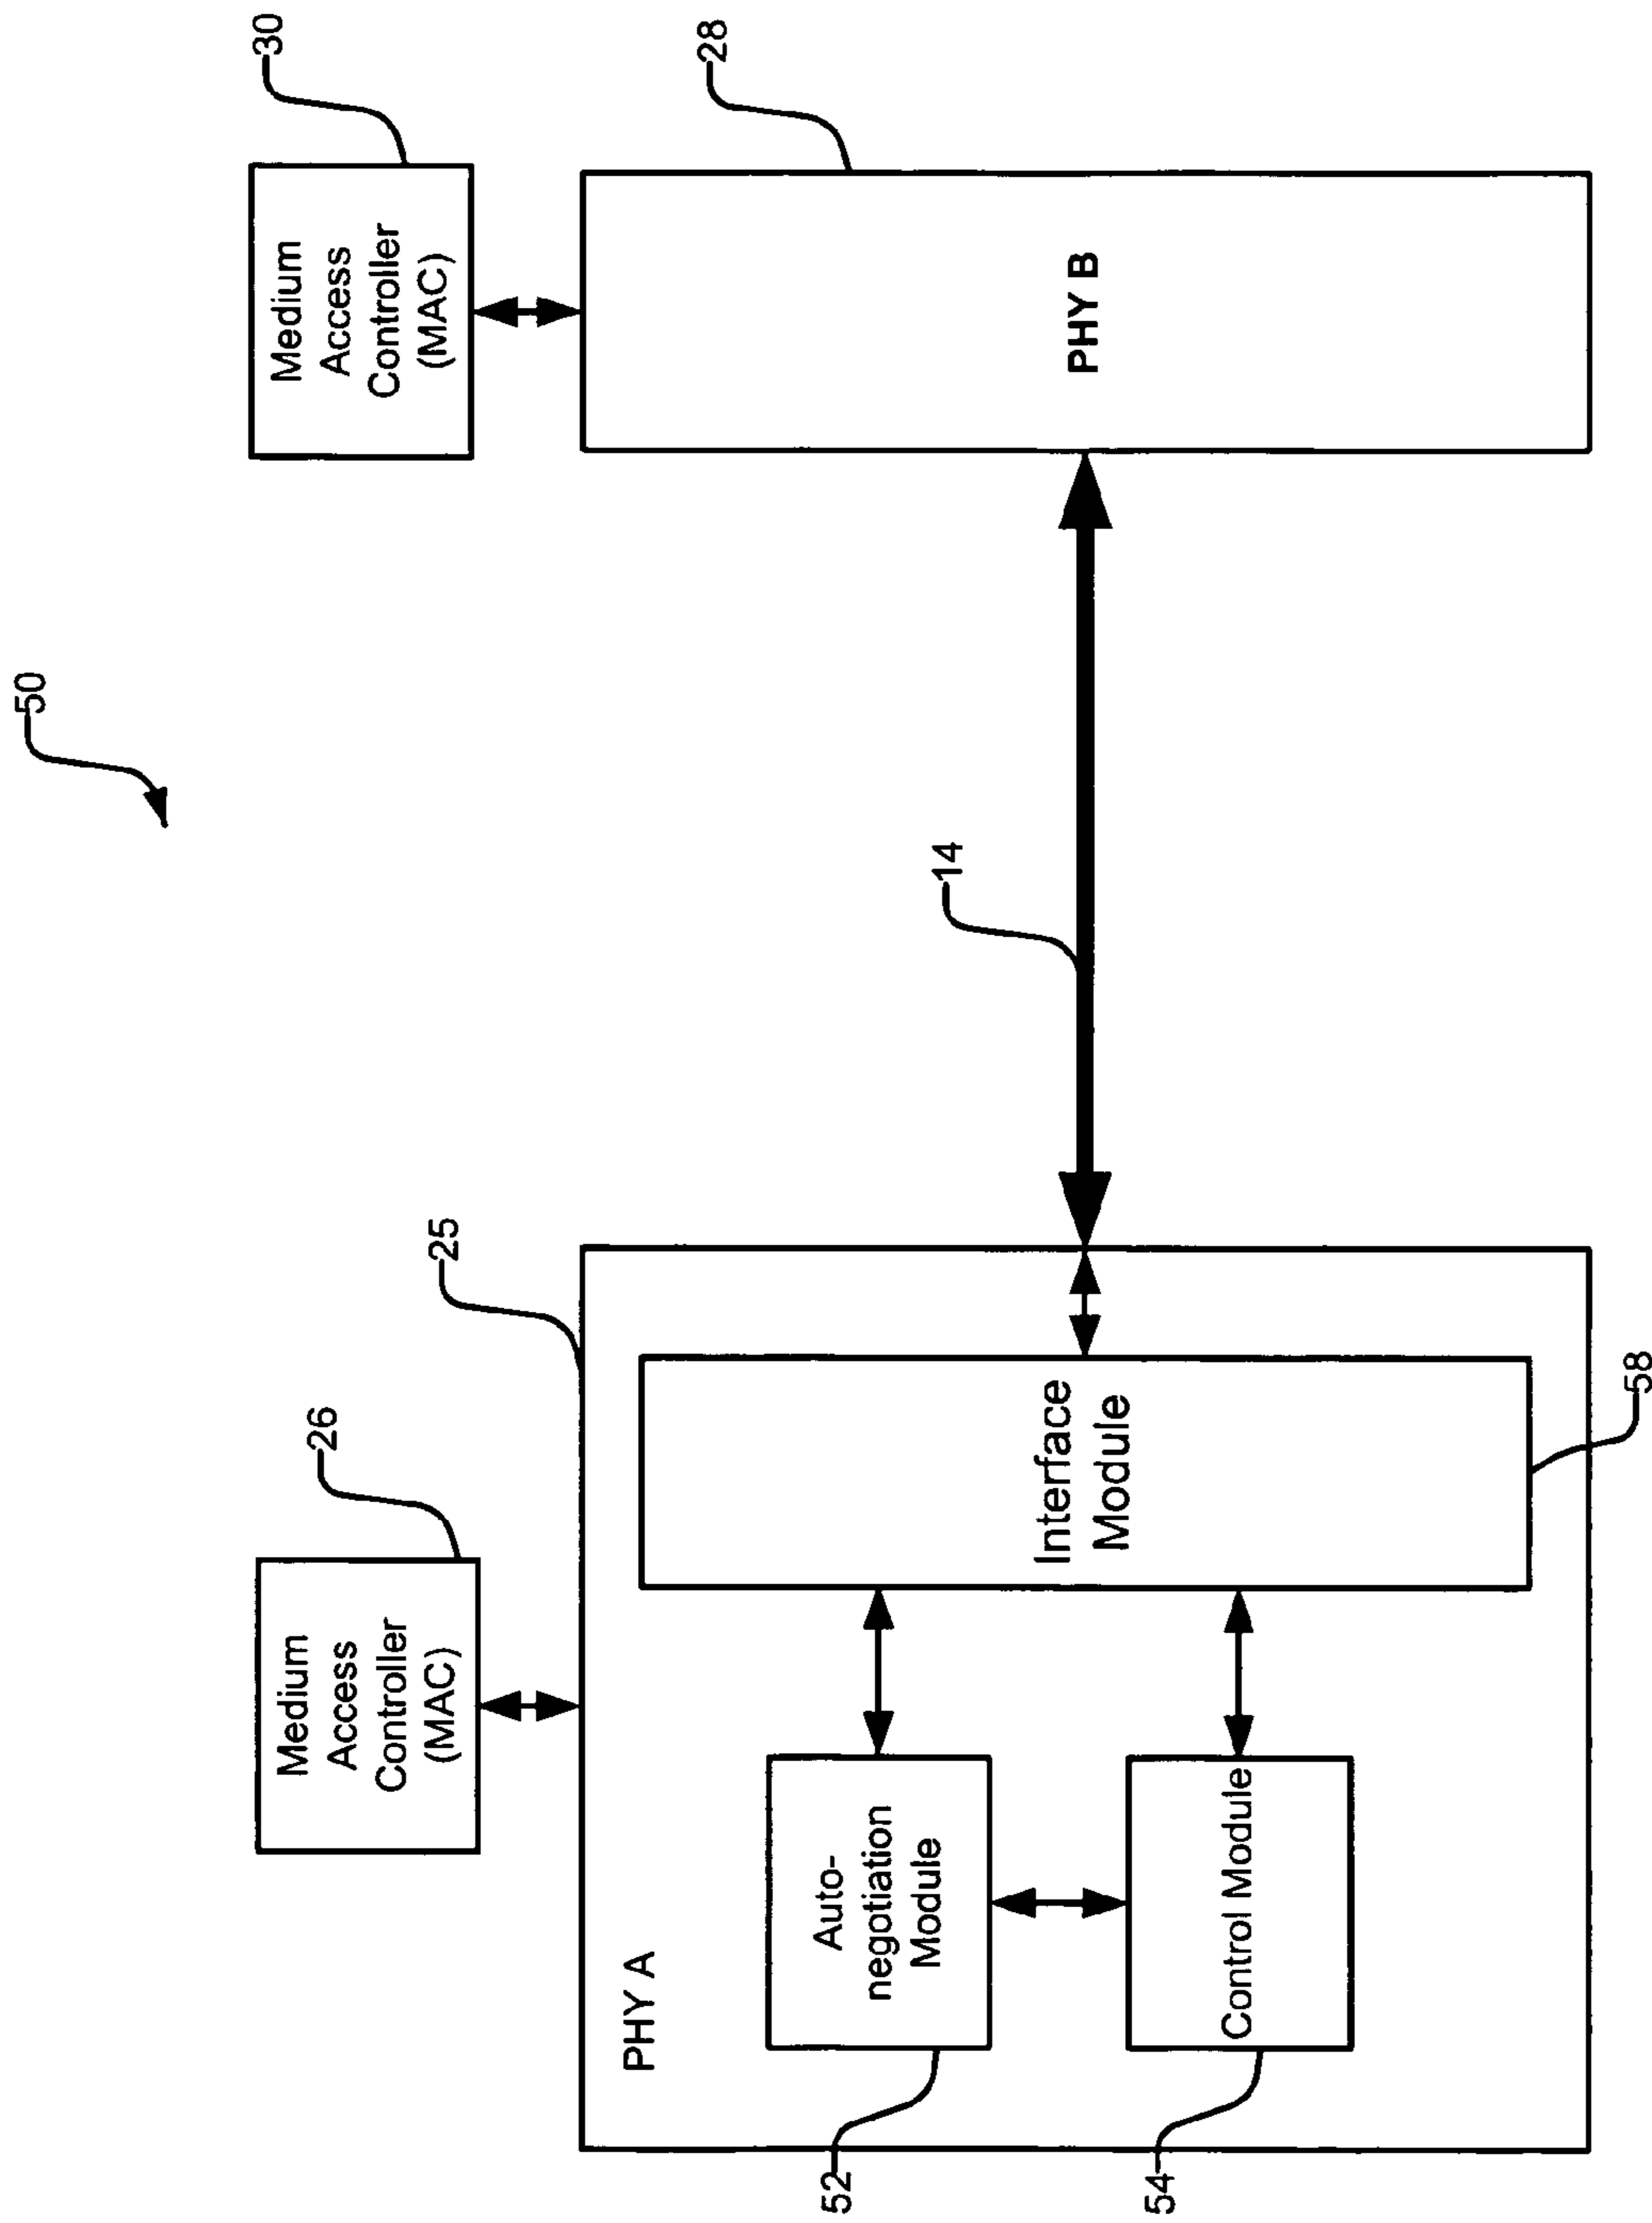 50
Medium
Access
Controller
(MAC)
26
Medium
Access
Controller
(MAC)
30
25
28
PHY A
14
Auto-
negotiation
Module
Interface
Module
PHY B
Control Module
52
54
58